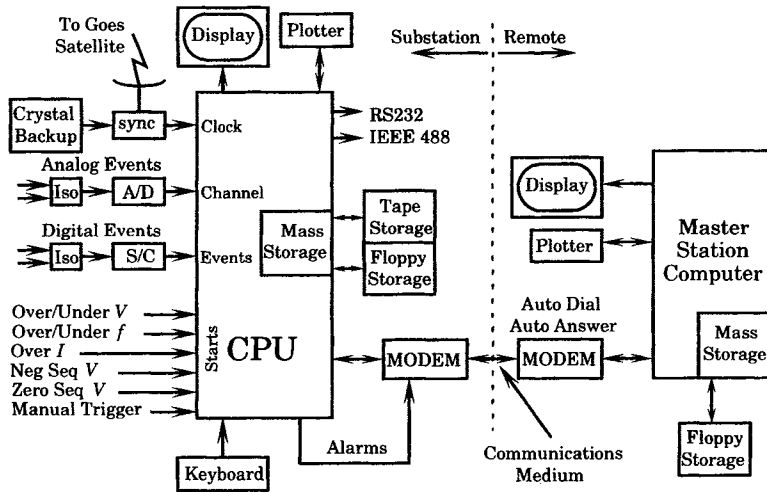 To Goes
Satellite
Display
Plotter
Substation
Remote
Crystal
Backup
sync
Clock
RS232
IEEE 488
Analog Events
Iso
A/D
Channel
Digital Events
Iso
S/C
Events
Mass
Storage
Tape
Storage
Floppy
Storage
Display
Plotter
Master
Station
Computer
Over/Under V
Over/Under f
Over I
Neg Seq V
Zero Seq V
Manual Trigger
Starts
CPU
MODEM
Auto Dial
Auto Answer
MODEM
Mass
Storage
Keyboard
Alarms
Communications
Medium
Floppy
Storage